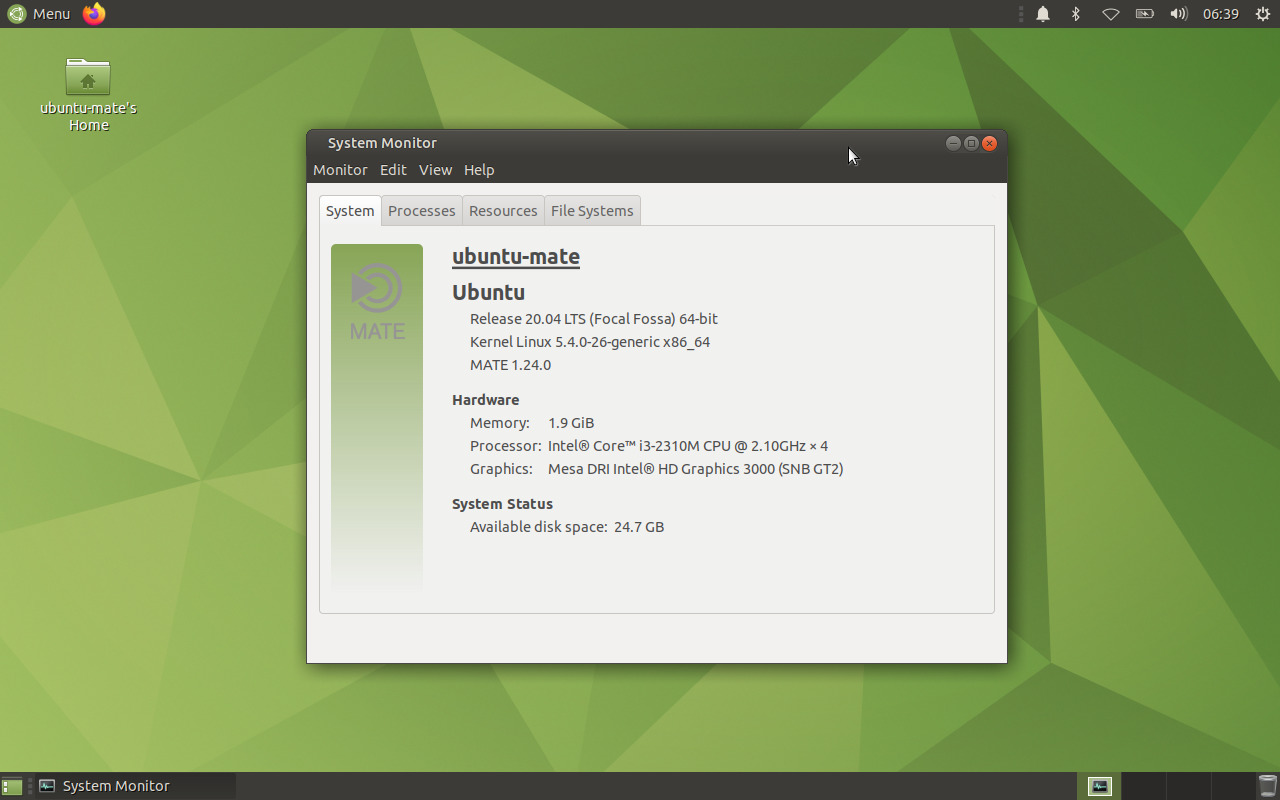 Menu
06:39
ubuntu-mate's
Home
System Monitor
Monitor Edit View Help
System Processes Resources File Systems
MATE
ubuntu-mate
Ubuntu
Release 20.04 LTS (Focal Fossa) 64-bit
Kernel Linux 5.4.0-26-generic x86_64
MATE 1.24.0
Hardware
Memory: 1.9 GiB
Processor: Intel® Core™ i3-2310M CPU @ 2.10GHz × 4
Graphics: Mesa DRI Intel® HD Graphics 3000 (SNB GT2)
System Status
Available disk space: 24.7 GB
System Monitor